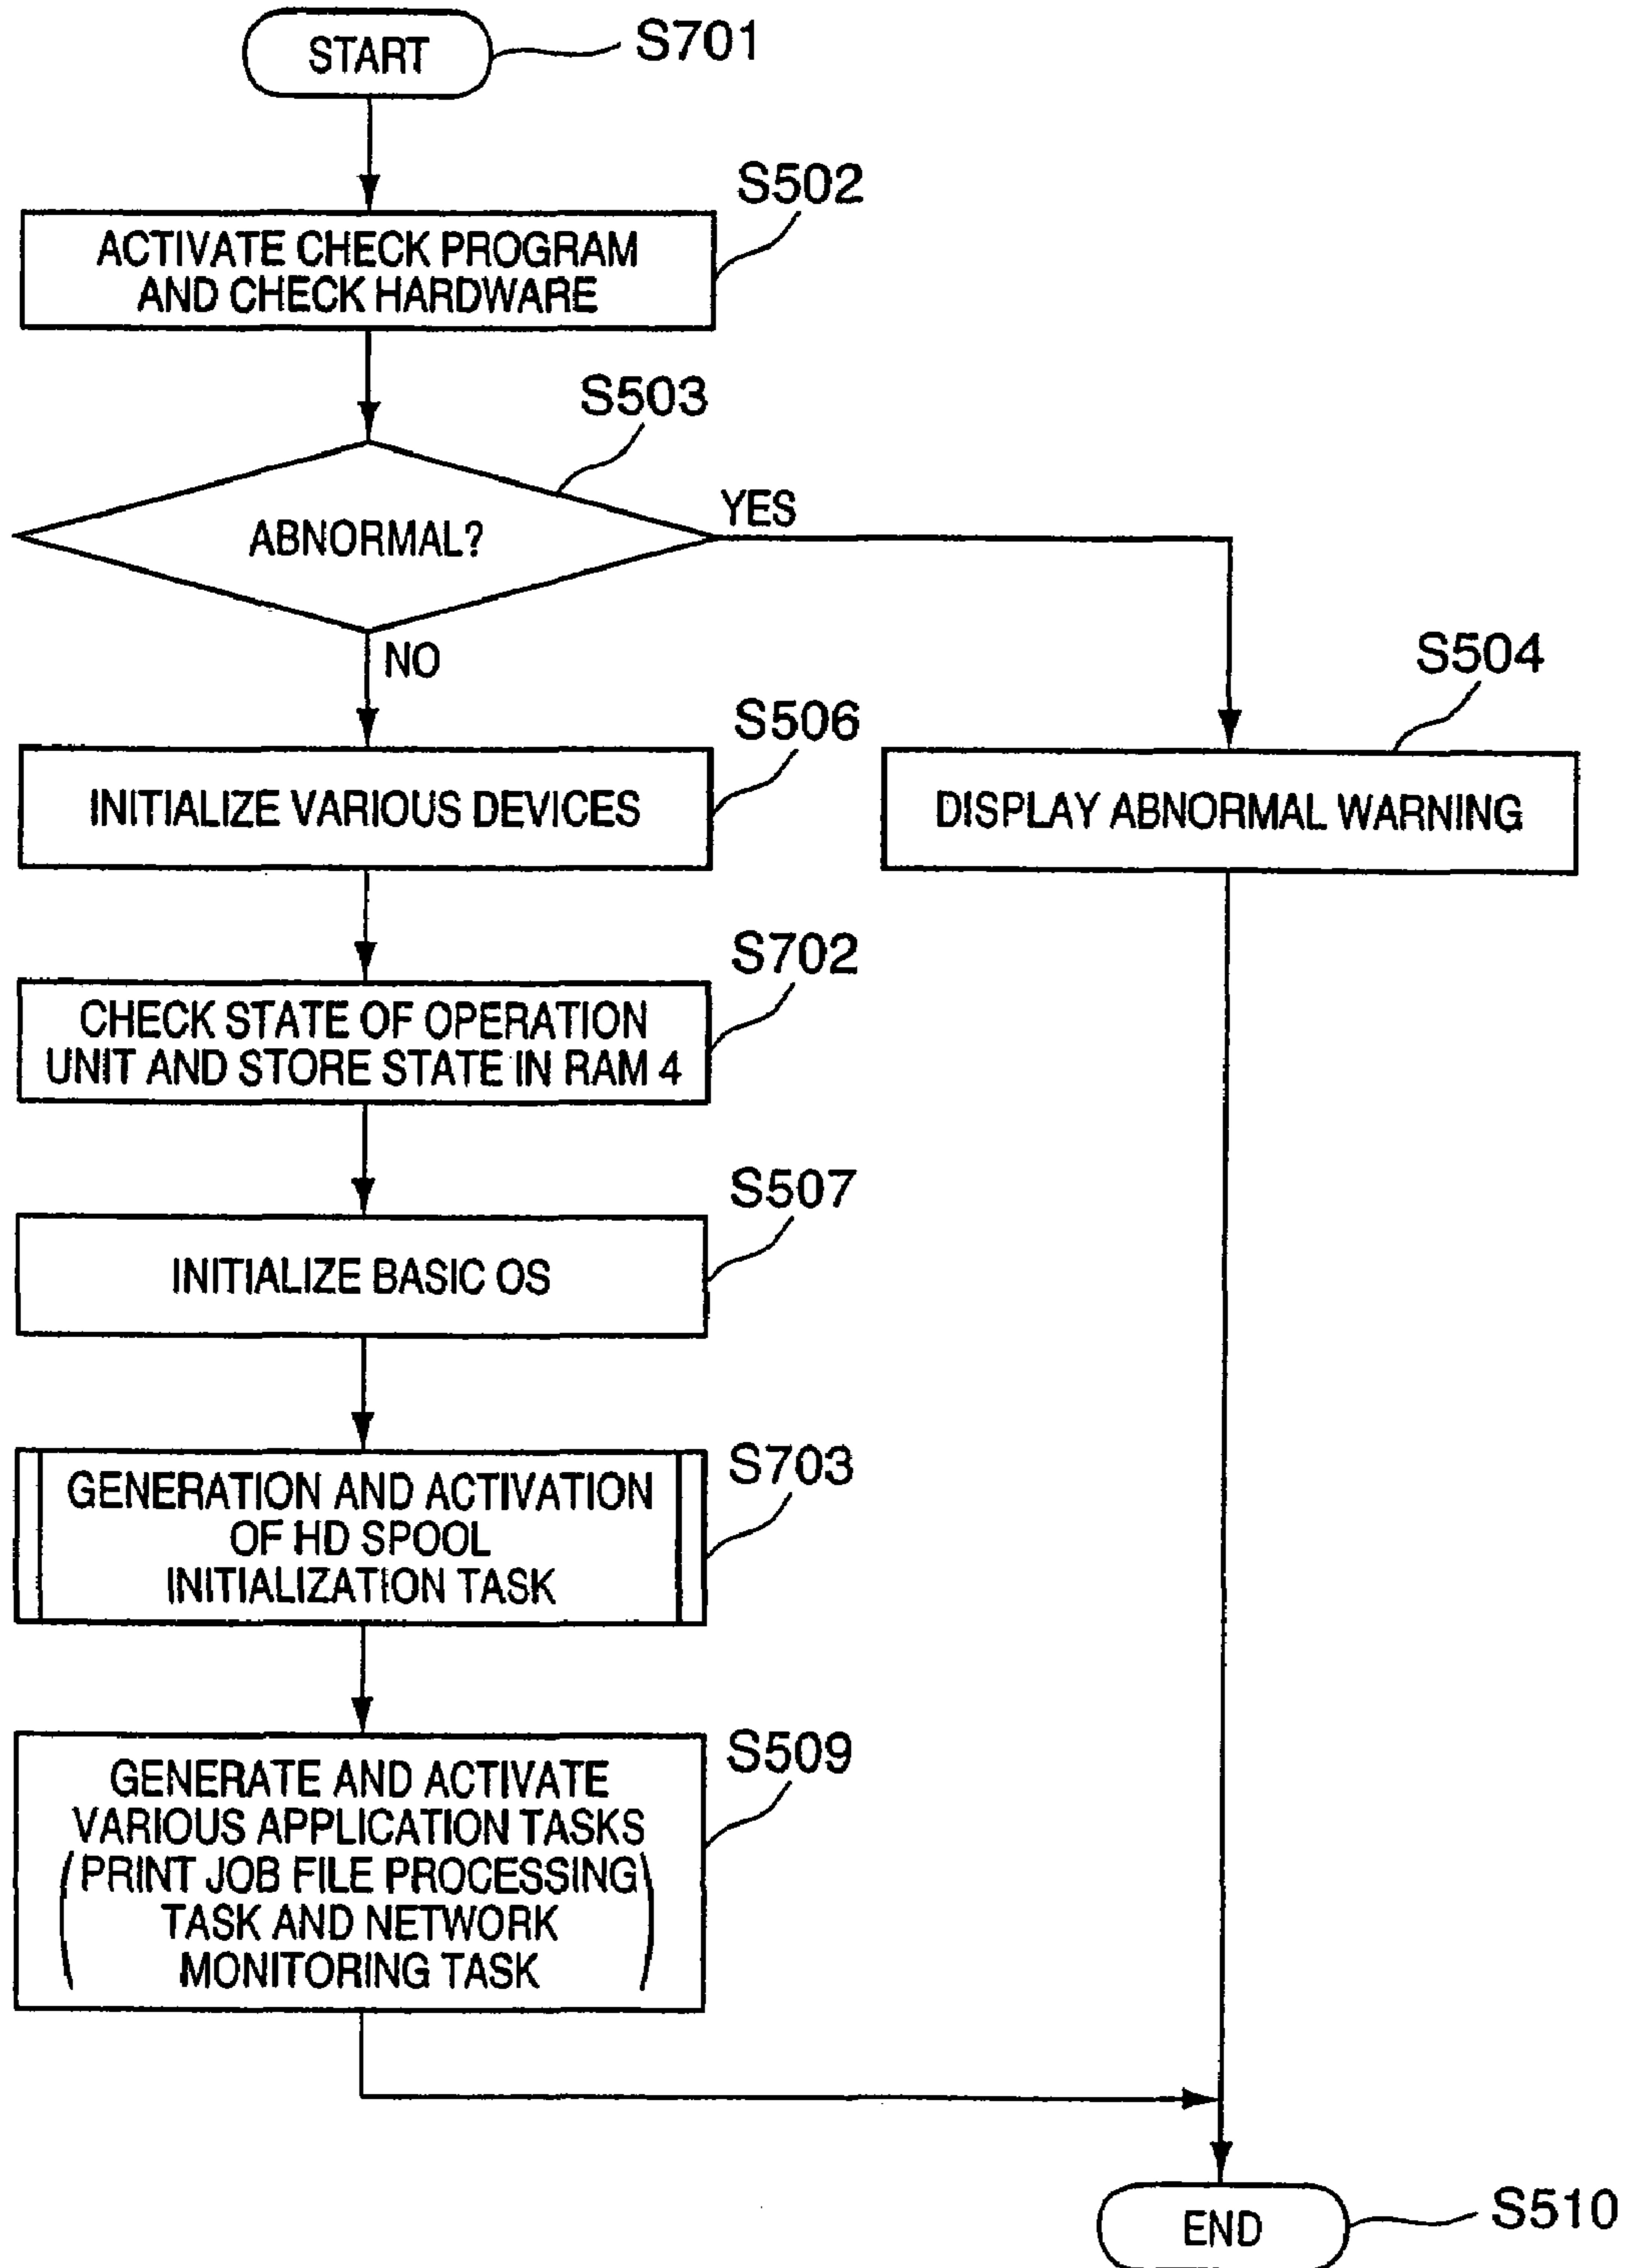 START
S701
S502
ACTIVATE CHECK PROGRAM
AND CHECK HARDWARE
S503
ABNORMAL?
YES
NO
S504
S506
INITIALIZE VARIOUS DEVICES
DISPLAY ABNORMAL WARNING
S702
CHECK STATE OF OPERATION
UNIT AND STORE STATE IN RAM 4
S507
INITIALIZE BASIC OS
S703
GENERATION AND ACTIVATION
OF HD SPOOL
INITIALIZATION TASK
S509
GENERATE AND ACTIVATE
VARIOUS APPLICATION TASKS
(PRINT JOB FILE PROCESSING
TASK AND NETWORK
MONITORING TASK)
END
S510